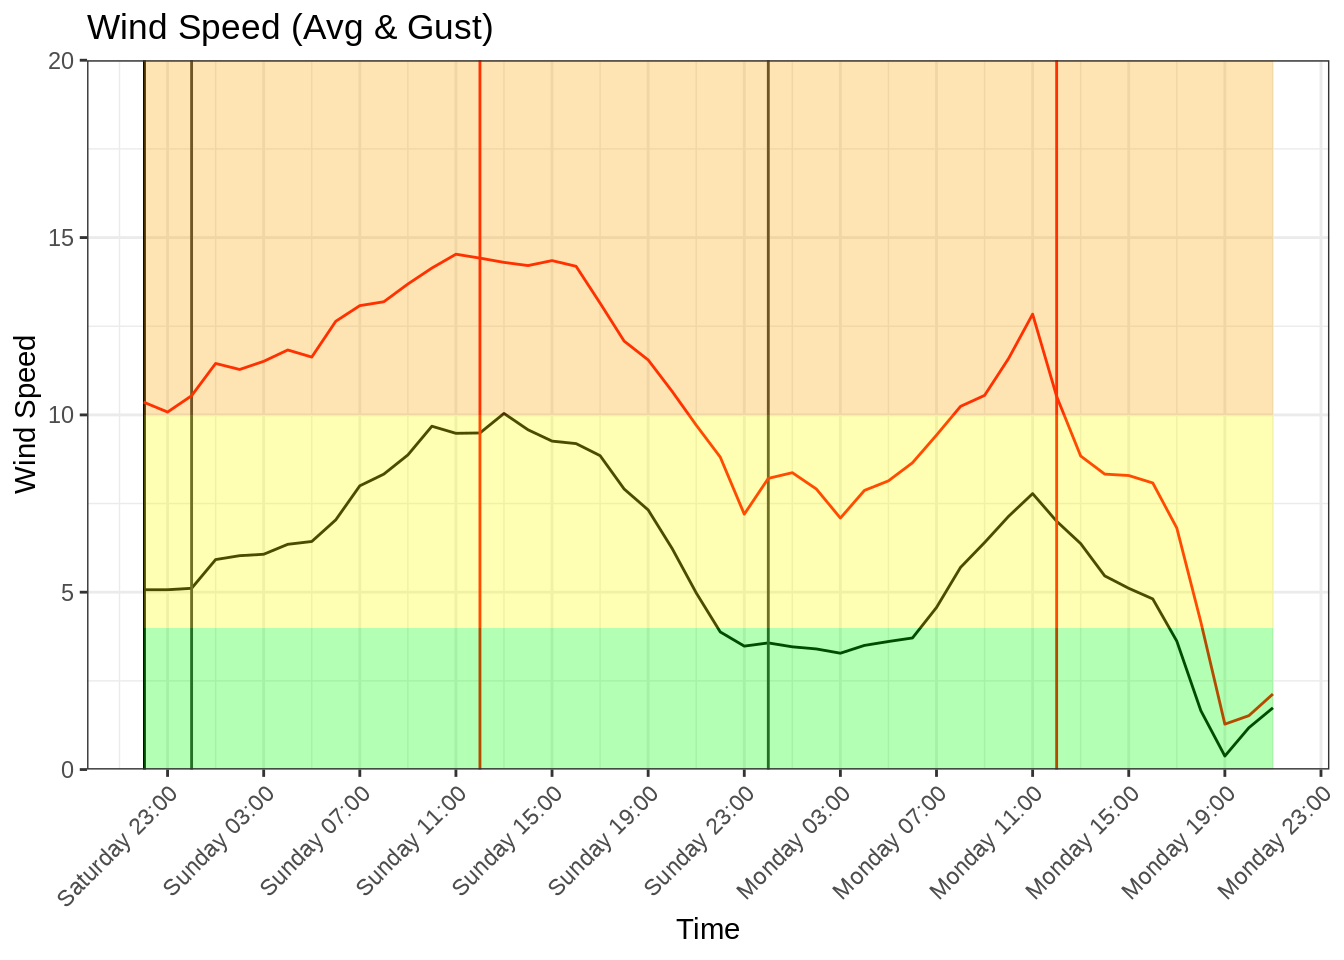 Wind Speed (Avg & Gust)
20
15
10
5
0
Wind Speed
Saturday 23:00
Sunday 03:00
Sunday 07:00
Sunday 11:00
Sunday 15:00
Sunday 19:00
Sunday 23:00
Monday 03:00
Monday 07:00
Monday 11:00
Monday 15:00
Monday 19:00
Monday 23:00
Time